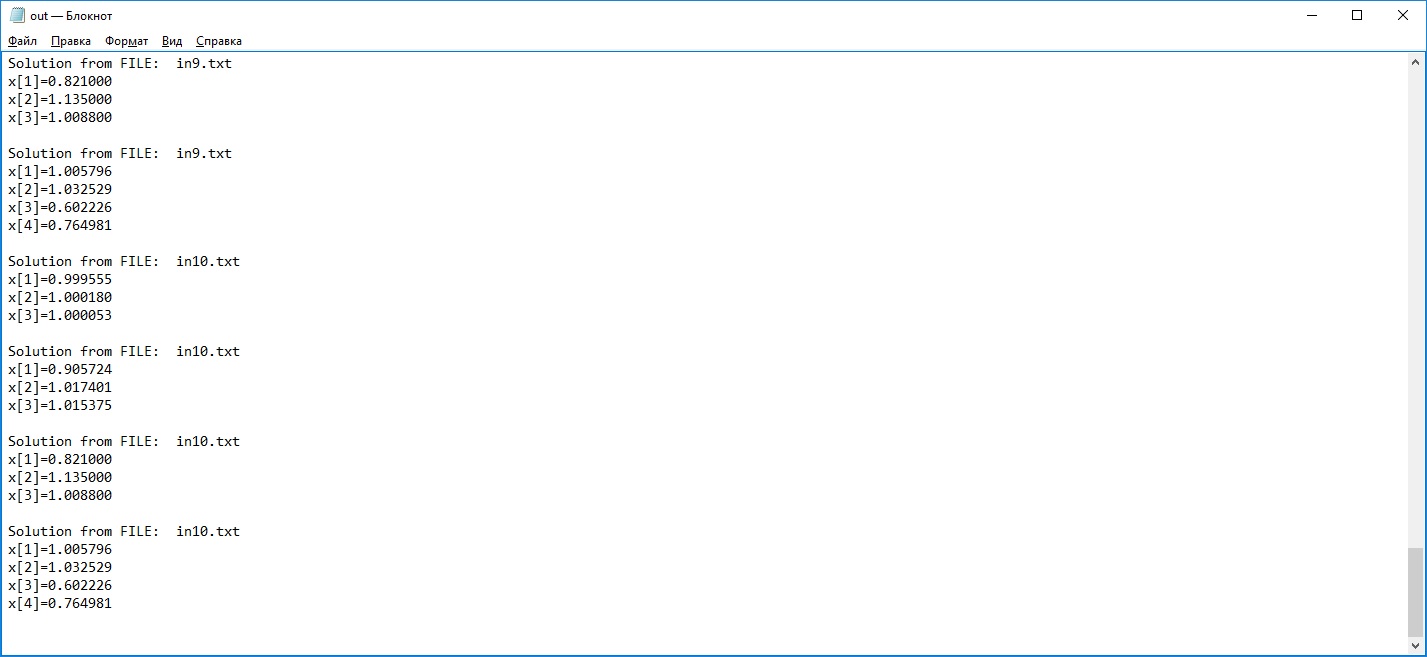 out — Блокнот
Файл Правка Формат Вид Справка
Solution from FILE:  in9.txt
x[1]=0.821000
x[2]=1.135000
x[3]=1.008800
Solution from FILE:  in9.txt
x[1]=1.005796
x[2]=1.032529
x[3]=0.602226
x[4]=0.764981
Solution from FILE:  in10.txt
x[1]=0.999555
x[2]=1.000180
x[3]=1.000053
Solution from FILE:  in10.txt
x[1]=0.905724
x[2]=1.017401
x[3]=1.015375
Solution from FILE:  in10.txt
x[1]=0.821000
x[2]=1.135000
x[3]=1.008800
Solution from FILE:  in10.txt
x[1]=1.005796
x[2]=1.032529
x[3]=0.602226
x[4]=0.764981